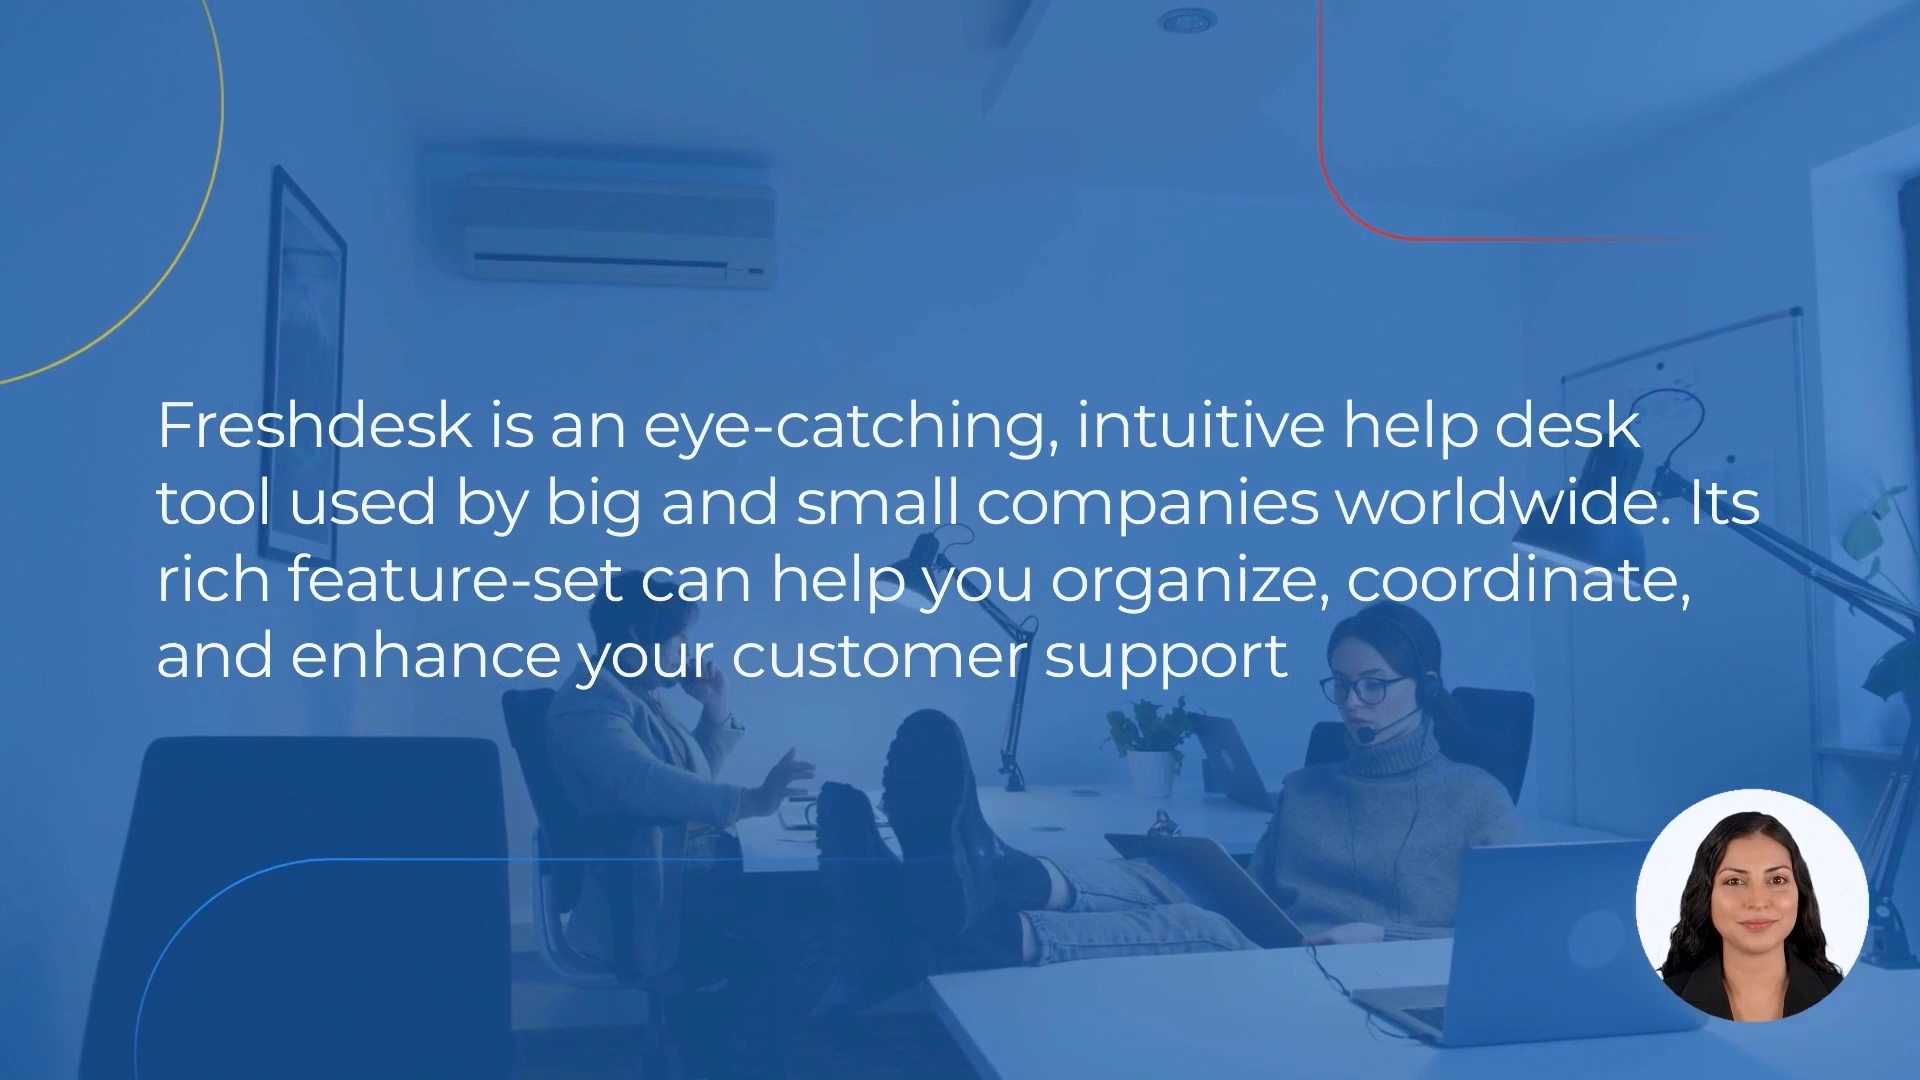 Freshdesk is an eye-catching, intuitive help desk
tool used by big and small companies worldwide. Its
rich feature-set can help you organize, coordinate,
and enhance your customer support